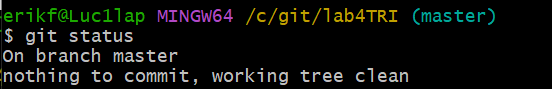 erikf@Luc1lap MINGW64 /c/git/lab4TRI (master)
$ git status
On branch master
nothing to commit, working tree clean